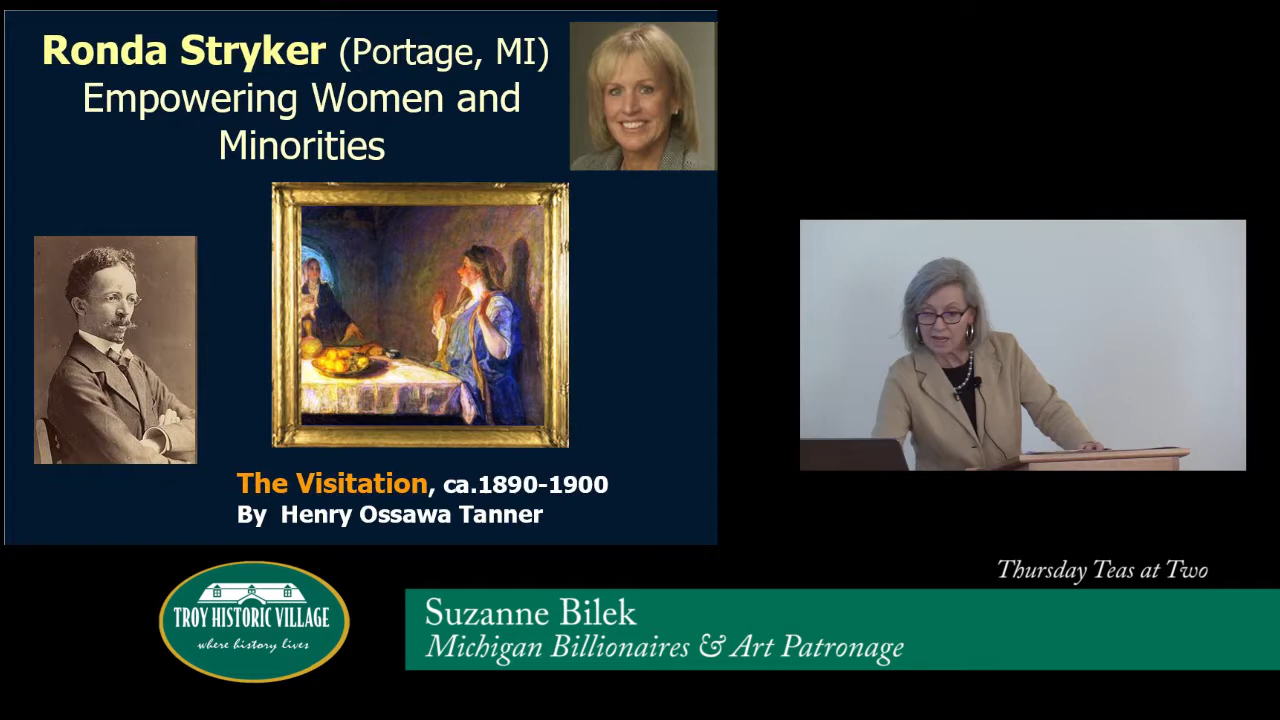 Ronda Stryker (Portage, MI)
Empowering Women and
Minorities
The Visitation, ca.1890-1900
By Henry Ossawa Tanner
Thursday Teas at Two
TROY HISTORIC VILLAGE
where history lives
Suzanne Bilek
Michigan Billionaires & Art Patronage